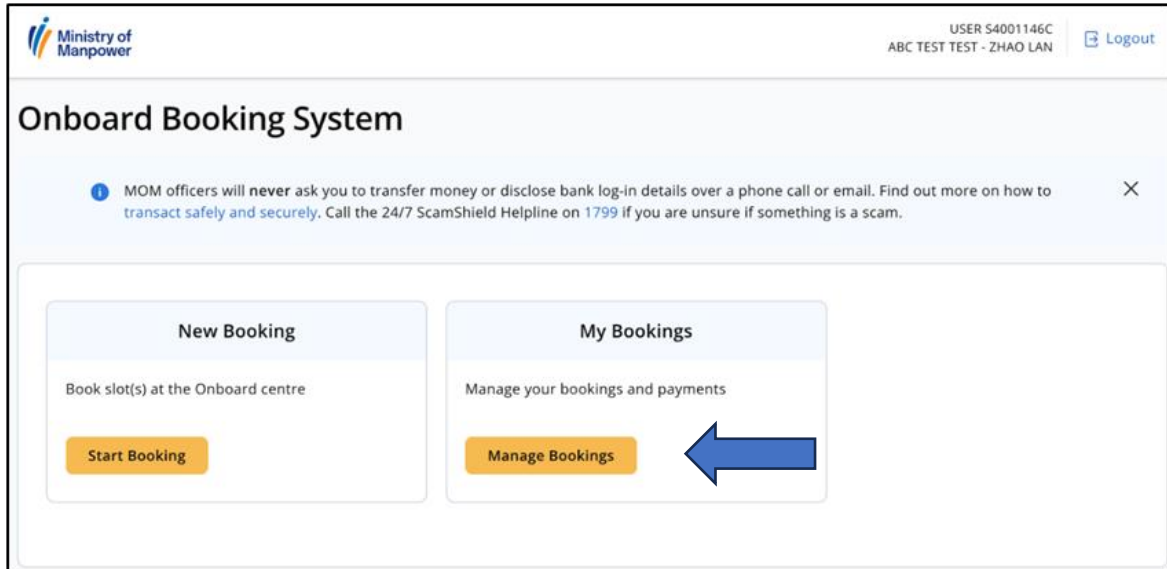 Ministry of
Manpower
USER S4001146C
ABC TEST TEST - ZHAO LAN
Logout
Onboard Booking System
MOM officers will never ask you to transfer money or disclose bank log-in details over a phone call or email. Find out more on how to
transact safely and securely. Call the 24/7 ScamShield Helpline on 1799 if you are unsure if something is a scam.
New Booking
Book slot(s) at the Onboard centre
Start Booking
My Bookings
Manage your bookings and payments
Manage Bookings